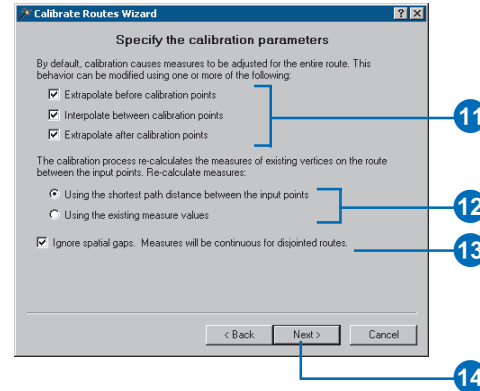 Calibrate Routes Wizard
Specify the calibration parameters
By default, calibration causes measures to be adjusted for the entire route. This
behavior can be modified using one or more of the following:
Extrapolate before calibration points
Interpolate between calibration points
Extrapolate after calibration points
11
The calibration process re-calculates the measures of existing vertices on the route
between the input points. Re-calculate measures:
Using the shortest path distance between the input points
Using the existing measure values
12
Ignore spatial gaps. Measures will be continuous for disjointed routes.
13
< Back
Next >
Cancel
14